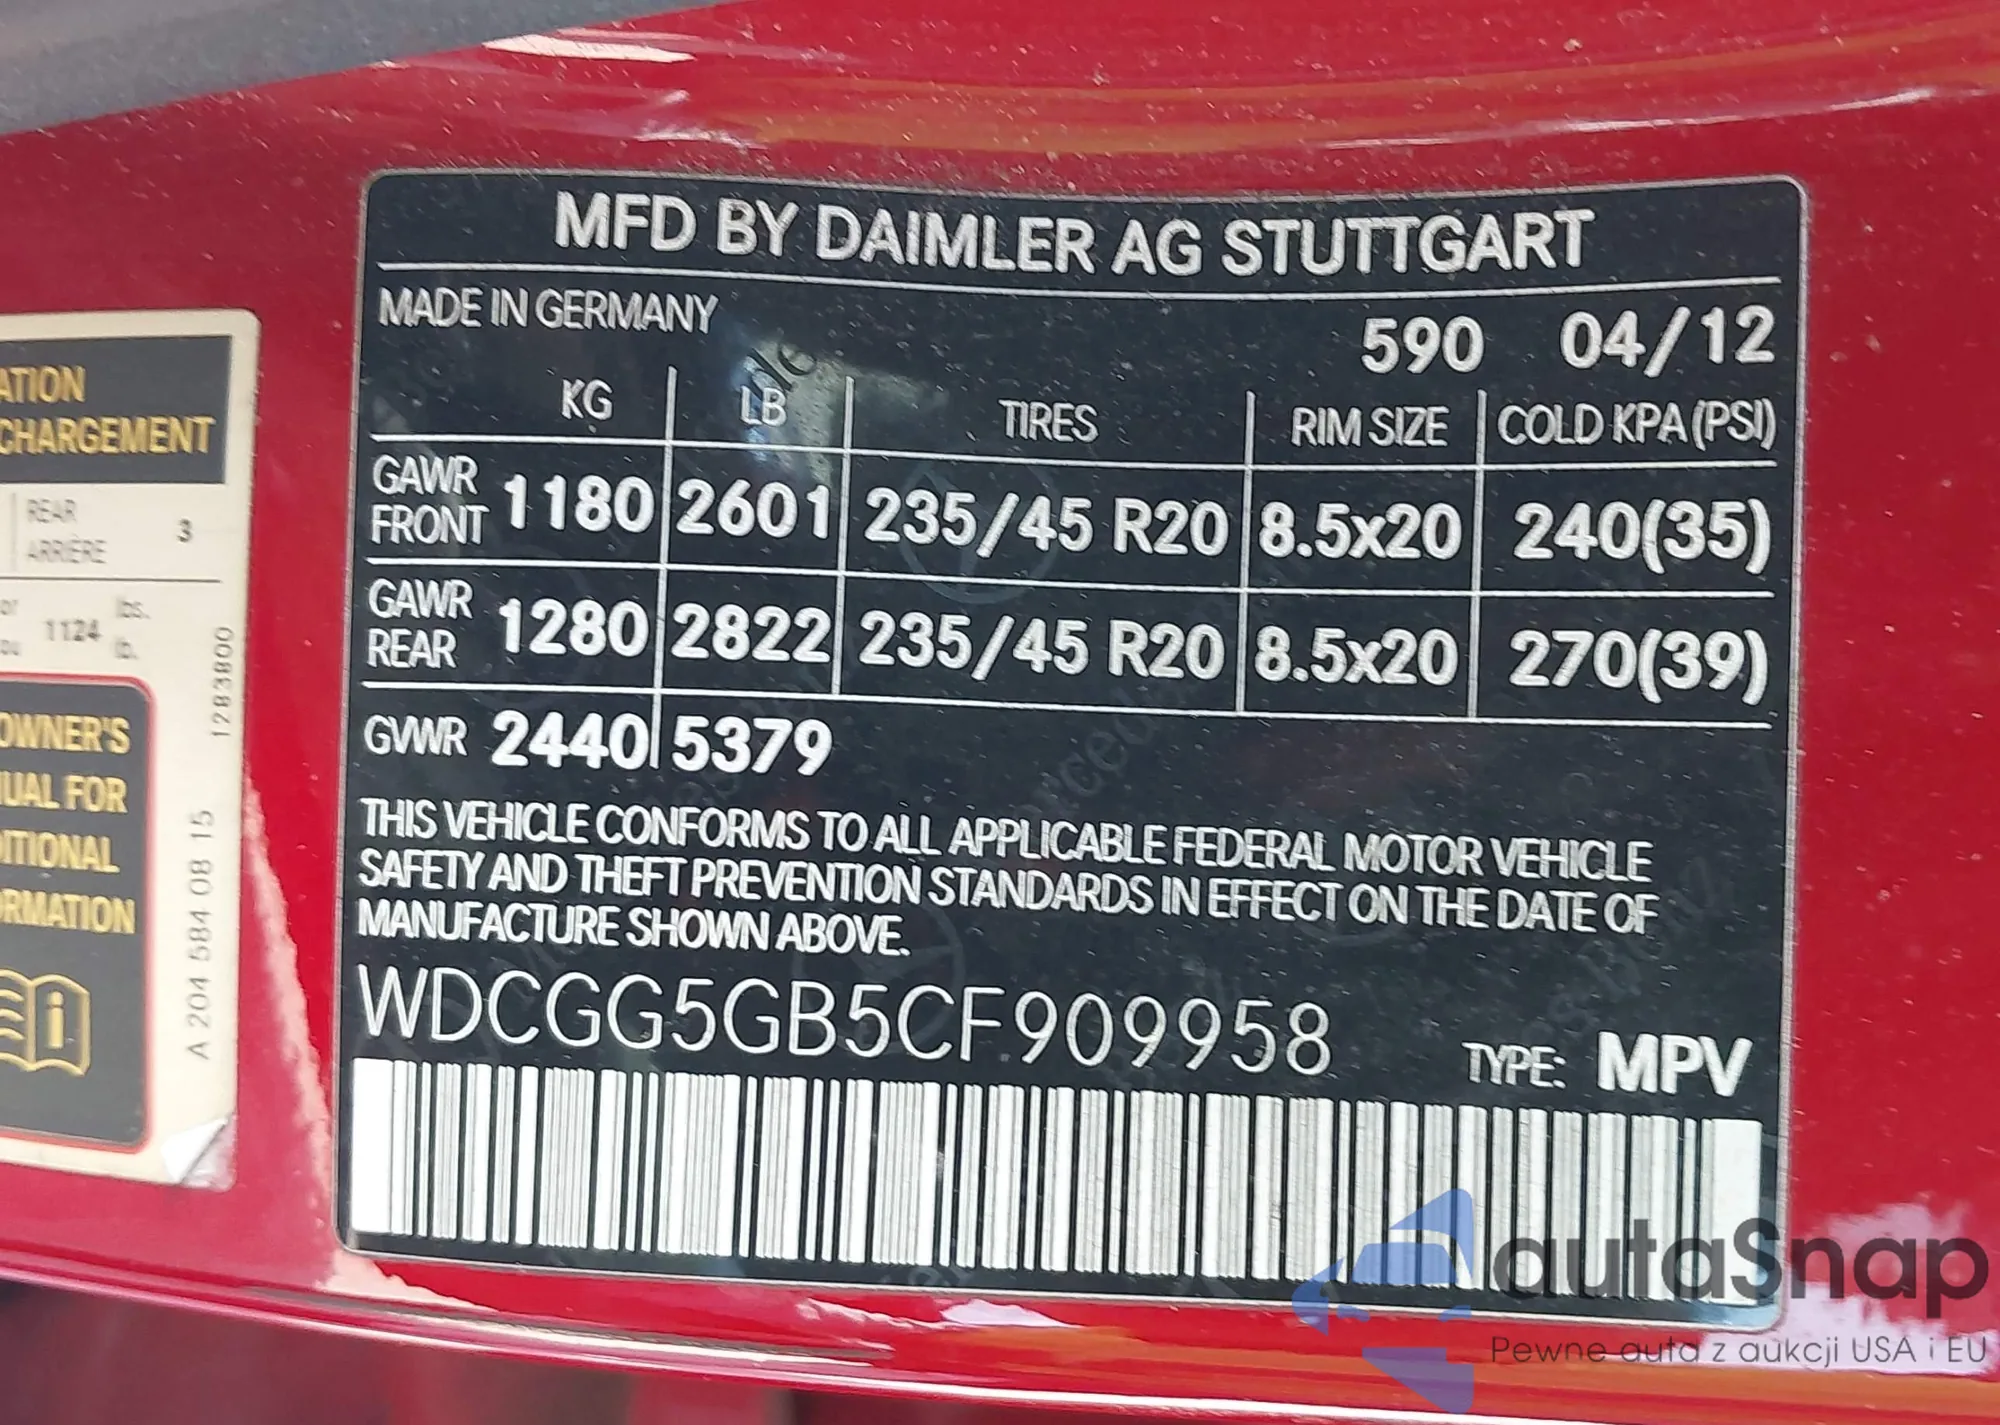 MFD BY DAIMLER AG STUTTGART
MADE IN GERMANY 590 04/12
KG LB TIRES RIM SIZE COLD KPA (PSI)
GAWR FRONT 1180 2601 235/45 R20 8.5x20 240(35)
GAWR REAR 1280 2822 235/45 R20 8.5x20 270(39)
GVWR 2440 5379
THIS VEHICLE CONFORMS TO ALL APPLICABLE FEDERAL MOTOR VEHICLE
SAFETY AND THEFT PREVENTION STANDARDS IN EFFECT ON THE DATE OF
MANUFACTURE SHOWN ABOVE.
WDCGG5GB5CF909958 TYPE: MPV
ATION
CHARGEMENT
REAR
ARRIÈRE 3
or 1124 lbs.
ou lb.
OWNER'S
UAL FOR
ITIONAL
RMATION
A 204 584 08 15
1283800
autaSnap
Pewne auta z aukcji USA i EU